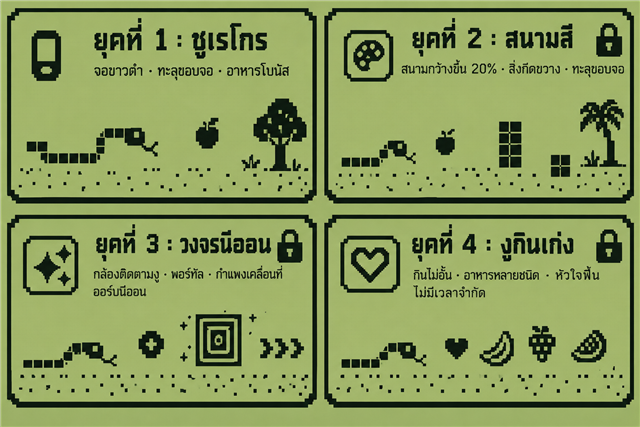 ยุคที่ 1 : ชูเรโกร
จอขาวดำ · ทะลุขอบจอ · อาหารโบนัส
ยุคที่ 2 : สนามสี
สนามกว้างขึ้น 20% · สิ่งกีดขวาง · ทะลุขอบจอ
ยุคที่ 3 : วงจรนีออน
กล้องติดตามงู · พอร์ทัล · กำแพงเคลื่อนที่
ออร์บนีออน
ยุคที่ 4 : งูกินเก่ง
กินไม่อั้น · อาหารหลายชนิด · หัวใจฟื้น
ไม่มีเวลาจำกัด